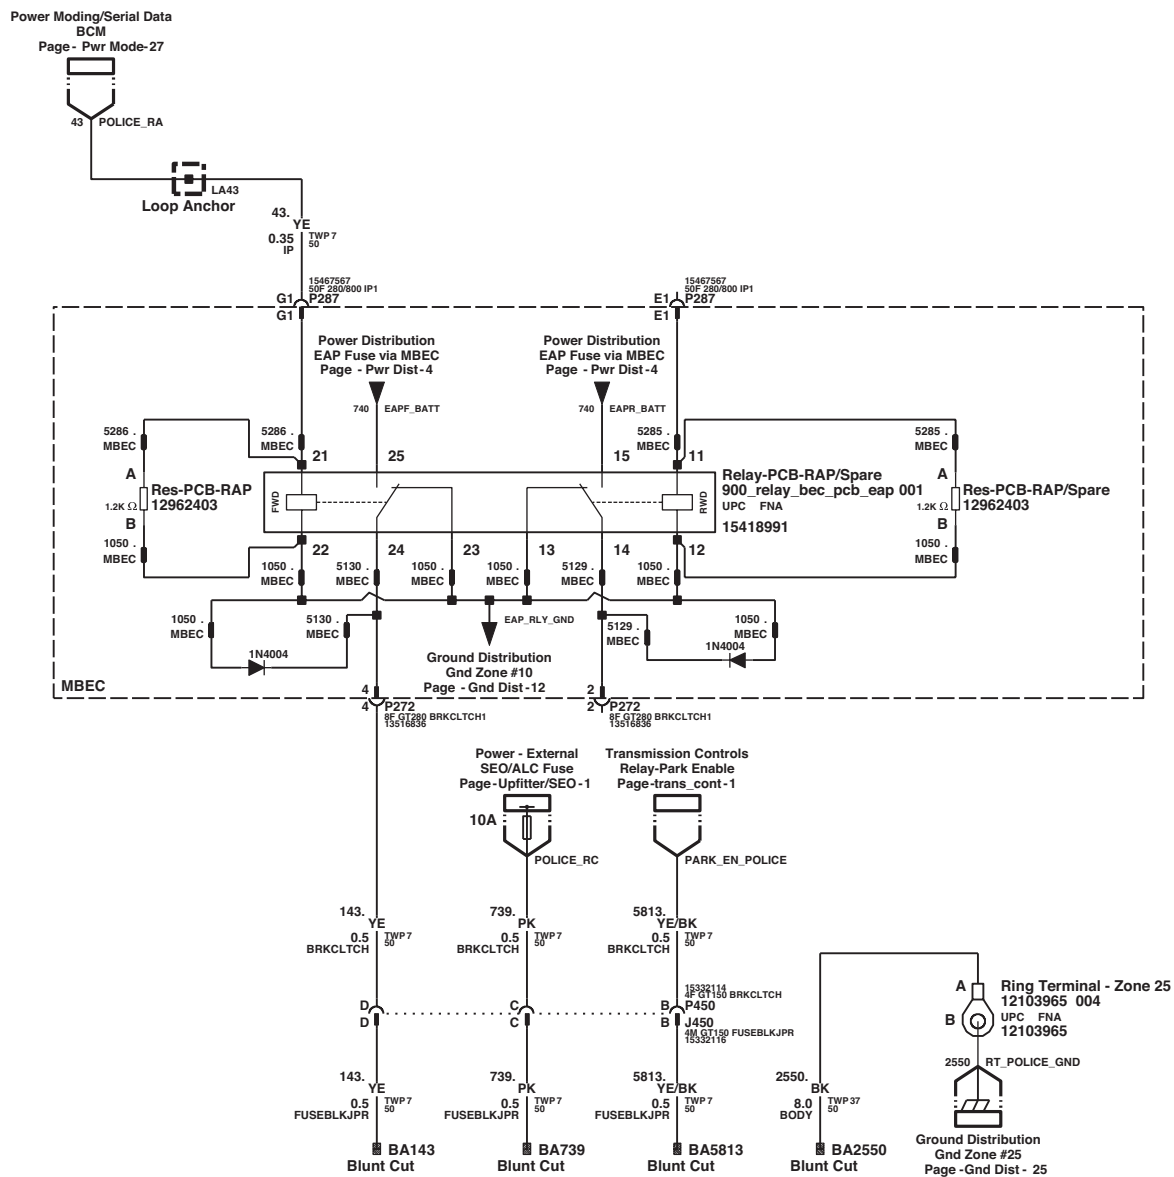 Power Moding/Serial Data
BCM
Page - Pwr Mode-27
43 POLICE_RA
LA43
Loop Anchor
43.
YE
0.35
IP
TWP 7
50
15467567
50F 280/800 IP1
G1 P287
G1
15467567
50F 280/800 IP1
E1 P287
E1
Power Distribution
EAP Fuse via MBEC
Page - Pwr Dist-4
740 EAPF_BATT
Power Distribution
EAP Fuse via MBEC
Page - Pwr Dist-4
740 EAPR_BATT
5286 .
MBEC
5286 .
MBEC
21
25
15
5285 .
MBEC
11
5285 .
MBEC
A
Res-PCB-RAP
12962403
1.2K Ω
B
FWD
RWD
Relay-PCB-RAP/Spare
900_relay_bec_pcb_eap 001
UPC FNA
15418991
A
Res-PCB-RAP/Spare
12962403
1.2K Ω
B
1050 .
MBEC
22
24
23
13
14
12
1050 .
MBEC
1050 .
MBEC
5130 .
MBEC
1050 .
MBEC
1050 .
MBEC
5129 .
MBEC
1050 .
MBEC
1050 .
MBEC
5130 .
MBEC
1N4004
EAP_RLY_GND
Ground Distribution
Gnd Zone #10
Page - Gnd Dist -12
5129 .
MBEC
1050 .
MBEC
1N4004
MBEC
4
4 P272
8F GT280 BRKCLTCH1
13516836
2
2 P272
8F GT280 BRKCLTCH1
13516836
Power - External
SEO/ALC Fuse
Page -Upfitter/SEO -1
10A
POLICE_RC
Transmission Controls
Relay-Park Enable
Page-trans_cont -1
PARK_EN_POLICE
143.
YE
0.5
BRKCLTCH
TWP 7
50
739.
PK
0.5
BRKCLTCH
TWP 7
50
5813.
YE/BK
0.5
BRKCLTCH
TWP 7
50
D
D
C
C
15332114
4F GT150 BRKCLTCH
B P450
B J450
4M GT150 FUSEBLKJPR
15332116
143.
YE
0.5
FUSEBLKJPR
TWP 7
50
739.
PK
0.5
FUSEBLKJPR
TWP 7
50
5813.
YE/BK
0.5
FUSEBLKJPR
TWP 7
50
2550.
BK
8.0
BODY
TWP 37
50
A
B
Ring Terminal - Zone 25
12103965 004
UPC FNA
12103965
2550 RT_POLICE_GND
Ground Distribution
Gnd Zone #25
Page -Gnd Dist - 25
BA143
Blunt Cut
BA739
Blunt Cut
BA5813
Blunt Cut
BA2550
Blunt Cut